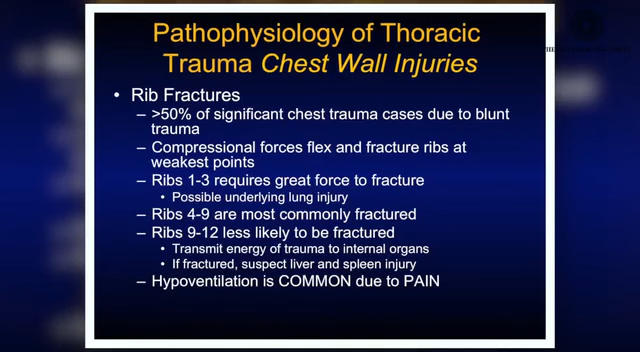 Pathophysiology of Thoracic
Trauma Chest Wall Injuries
• Rib Fractures
– >50% of significant chest trauma cases due to blunt
trauma
– Compressional forces flex and fracture ribs at
weakest points
– Ribs 1-3 requires great force to fracture
• Possible underlying lung injury
– Ribs 4-9 are most commonly fractured
– Ribs 9-12 less likely to be fractured
• Transmit energy of trauma to internal organs
• If fractured, suspect liver and spleen injury
– Hypoventilation is COMMON due to PAIN